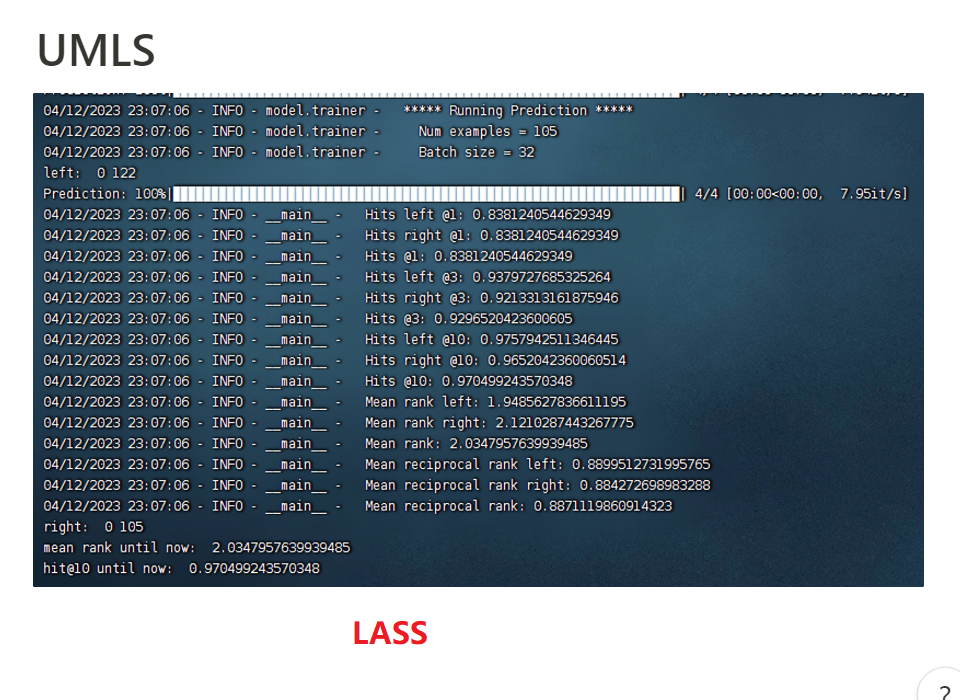 UMLS
04/12/2023 23:07:06 - INFO - model.trainer -   ***** Running Prediction *****
04/12/2023 23:07:06 - INFO - model.trainer -     Num examples = 105
04/12/2023 23:07:06 - INFO - model.trainer -     Batch size = 32
left:  0 122
Prediction: 100%| | 4/4 [00:00<00:00,  7.95it/s]
04/12/2023 23:07:06 - INFO - __main__ -   Hits left @1: 0.8381240544629349
04/12/2023 23:07:06 - INFO - __main__ -   Hits right @1: 0.8381240544629349
04/12/2023 23:07:06 - INFO - __main__ -   Hits @1: 0.8381240544629349
04/12/2023 23:07:06 - INFO - __main__ -   Hits left @3: 0.9379727685325264
04/12/2023 23:07:06 - INFO - __main__ -   Hits right @3: 0.9213313161875946
04/12/2023 23:07:06 - INFO - __main__ -   Hits @3: 0.9296520423600605
04/12/2023 23:07:06 - INFO - __main__ -   Hits left @10: 0.9757942511346445
04/12/2023 23:07:06 - INFO - __main__ -   Hits right @10: 0.9652042360060514
04/12/2023 23:07:06 - INFO - __main__ -   Hits @10: 0.970499243570348
04/12/2023 23:07:06 - INFO - __main__ -   Mean rank left: 1.9485627836611195
04/12/2023 23:07:06 - INFO - __main__ -   Mean rank right: 2.1210287443267775
04/12/2023 23:07:06 - INFO - __main__ -   Mean rank: 2.0347957639939485
04/12/2023 23:07:06 - INFO - __main__ -   Mean reciprocal rank left: 0.8899512731995765
04/12/2023 23:07:06 - INFO - __main__ -   Mean reciprocal rank right: 0.884272698983288
04/12/2023 23:07:06 - INFO - __main__ -   Mean reciprocal rank: 0.8871119860914323
right:  0 105
mean rank until now:  2.0347957639939485
hit@10 until now:  0.970499243570348
LASS
?